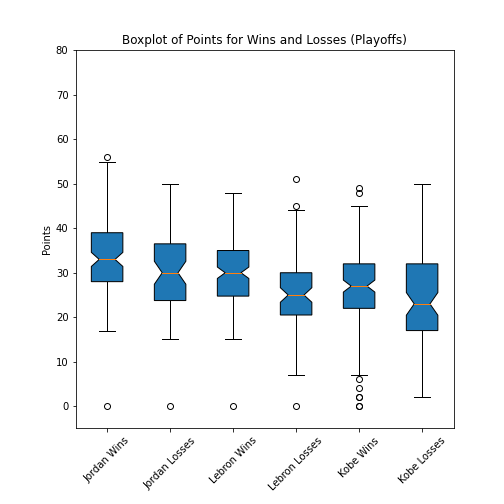 Boxplot of Points for Wins and Losses (Playoffs)
80
70
60
50
40
30
20
10
0
Points
Jordan Wins
Jordan Losses
Lebron Wins
Lebron Losses
Kobe Wins
Kobe Losses